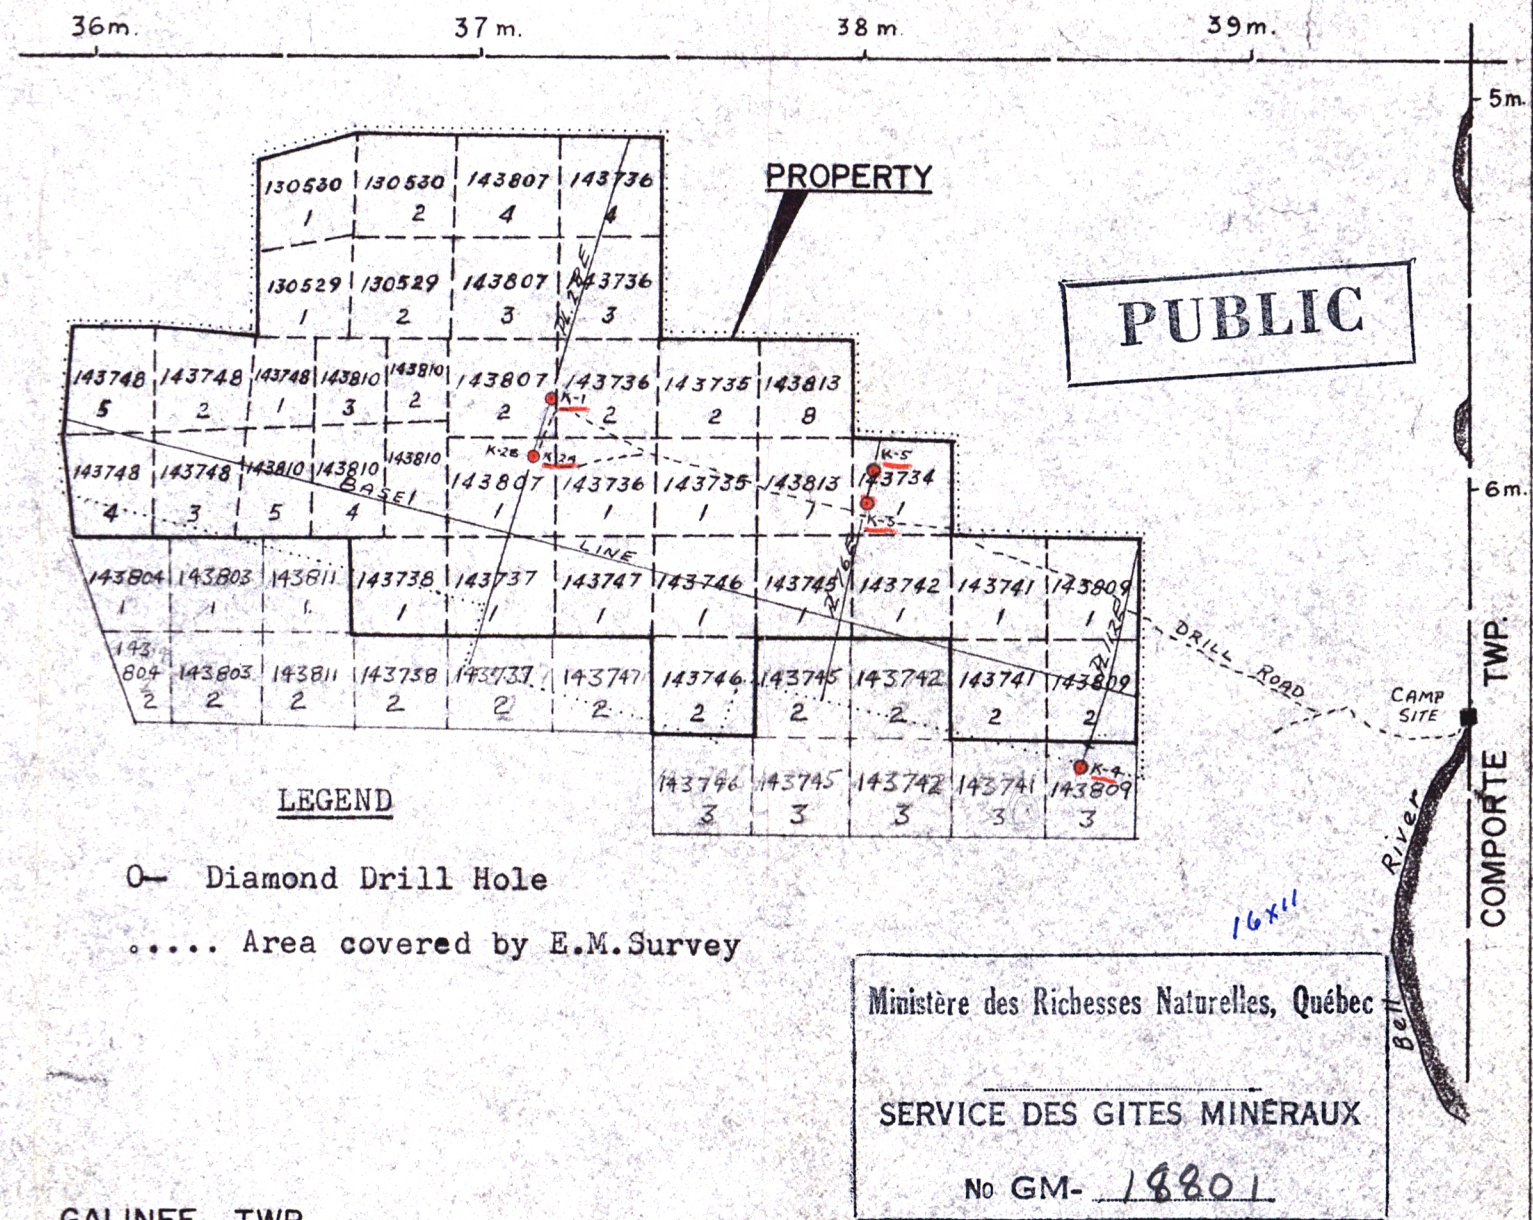 36m. 37m. 38m. 39m.
5m.
PROPERTY
130530 130530 143807 143736
1 2 4 4
130529 130529 143807 143736
1 2 3 3
PUBLIC
143748 143748 143748 143810 143810 143807 143736 143735 143813
5 2 1 3 2 2 2 2 8
K-1
K-2B K-2A K-5
143748 143748 143810 143810 143810 143807 143736 143735 143813 143734
4 3 5 4 1 1 1 7 1
6m.
BASE LINE
K-3
143804 143803 143811 143738 143737 143747 143746 143745 143742 143741 143809
1 1 1 1 1 1 1 1 1 1 1
DRILL ROAD
143804 143803 143811 143738 143737 143747 143746 143745 143742 143741 143809
2 2 2 2 2 2 2 2 2 2 2
CAMP
SITE
K-4
143746 143745 143742 143741 143809
3 3 3 3 3
COMPORTE TWP.
Bell River
LEGEND
Diamond Drill Hole
..... Area covered by E.M.Survey
16x11
Ministère des Richesses Naturelles, Québec
SERVICE DES GITES MINÉRAUX
No GM- 18801
GALINEE TWP.